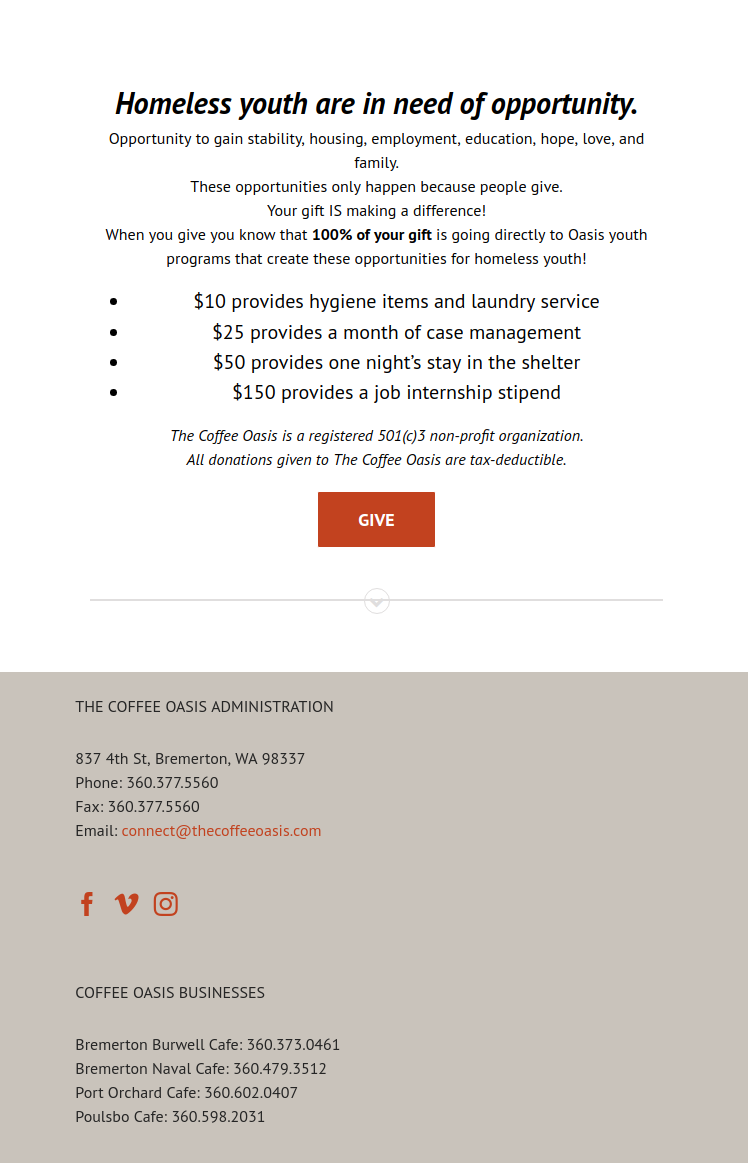 Homeless youth are in need of opportunity.
Opportunity to gain stability, housing, employment, education, hope, love, and
family.
These opportunities only happen because people give.
Your gift IS making a difference!
When you give you know that 100% of your gift is going directly to Oasis youth
programs that create these opportunities for homeless youth!
• $10 provides hygiene items and laundry service
• $25 provides a month of case management
• $50 provides one night’s stay in the shelter
• $150 provides a job internship stipend
The Coffee Oasis is a registered 501(c)3 non-profit organization.
All donations given to The Coffee Oasis are tax-deductible.
GIVE
THE COFFEE OASIS ADMINISTRATION
837 4th St, Bremerton, WA 98337
Phone: 360.377.5560
Fax: 360.377.5560
Email: connect@thecoffeeoasis.com
COFFEE OASIS BUSINESSES
Bremerton Burwell Cafe: 360.373.0461
Bremerton Naval Cafe: 360.479.3512
Port Orchard Cafe: 360.602.0407
Poulsbo Cafe: 360.598.2031